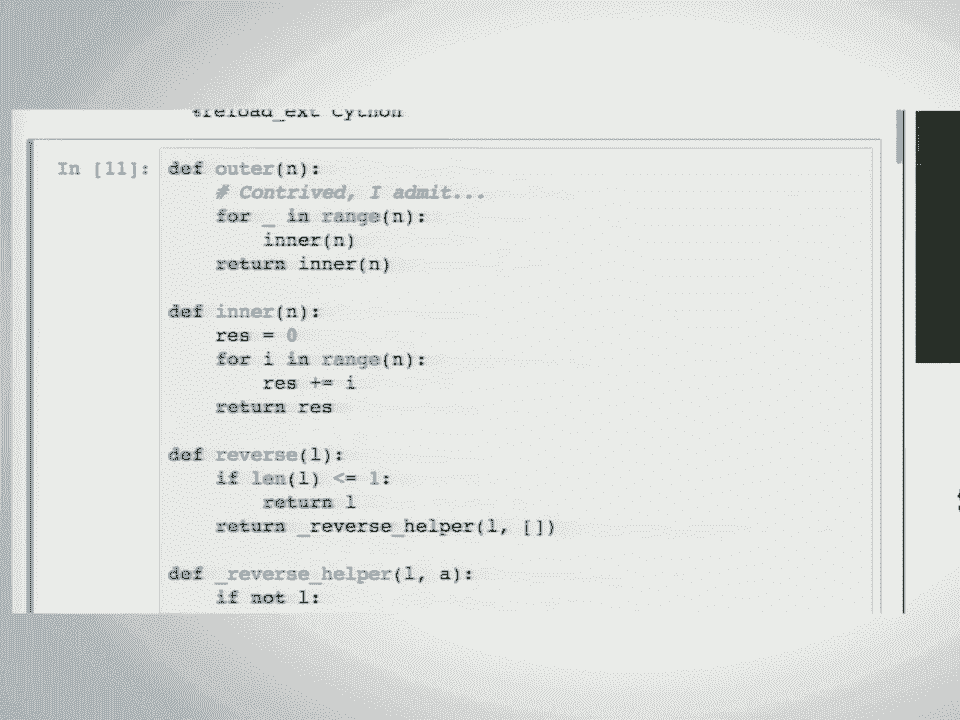 %reload_ext Cython
In [11]: def outer(n):
    # Contrived, I admit...
    for _ in range(n):
        inner(n)
    return inner(n)
def inner(n):
    res = 0
    for i in range(n):
        res += i
    return res
def reverse(l):
    if len(l) <= 1:
        return l
    return _reverse_helper(l, [])
def _reverse_helper(l, a):
    if not l: